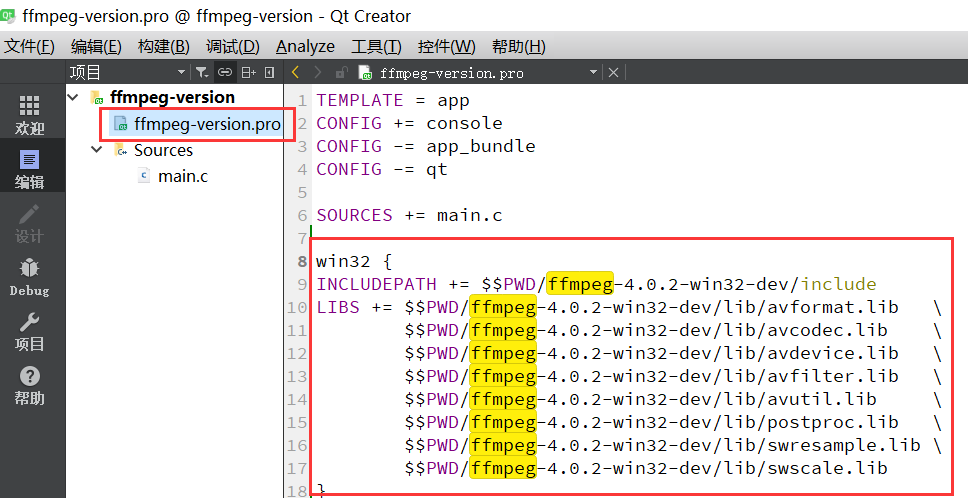 ffmpeg-version.pro @ ffmpeg-version - Qt Creator
文件(F) 编辑(E) 构建(B) 调试(D) Analyze 工具(T) 控件(W) 帮助(H)
项目 ffmpeg-version.pro
欢迎
编辑
设计
Debug
项目
帮助
ffmpeg-version
ffmpeg-version.pro
Sources
main.c
1 TEMPLATE = app
2 CONFIG += console
3 CONFIG -= app_bundle
4 CONFIG -= qt
5
6 SOURCES += main.c
7
8 win32 {
9 INCLUDEPATH += $$PWD/ffmpeg-4.0.2-win32-dev/include
10 LIBS += $$PWD/ffmpeg-4.0.2-win32-dev/lib/avformat.lib \
11 $$PWD/ffmpeg-4.0.2-win32-dev/lib/avcodec.lib \
12 $$PWD/ffmpeg-4.0.2-win32-dev/lib/avdevice.lib \
13 $$PWD/ffmpeg-4.0.2-win32-dev/lib/avfilter.lib \
14 $$PWD/ffmpeg-4.0.2-win32-dev/lib/avutil.lib \
15 $$PWD/ffmpeg-4.0.2-win32-dev/lib/postproc.lib \
16 $$PWD/ffmpeg-4.0.2-win32-dev/lib/swresample.lib \
17 $$PWD/ffmpeg-4.0.2-win32-dev/lib/swscale.lib
18 }